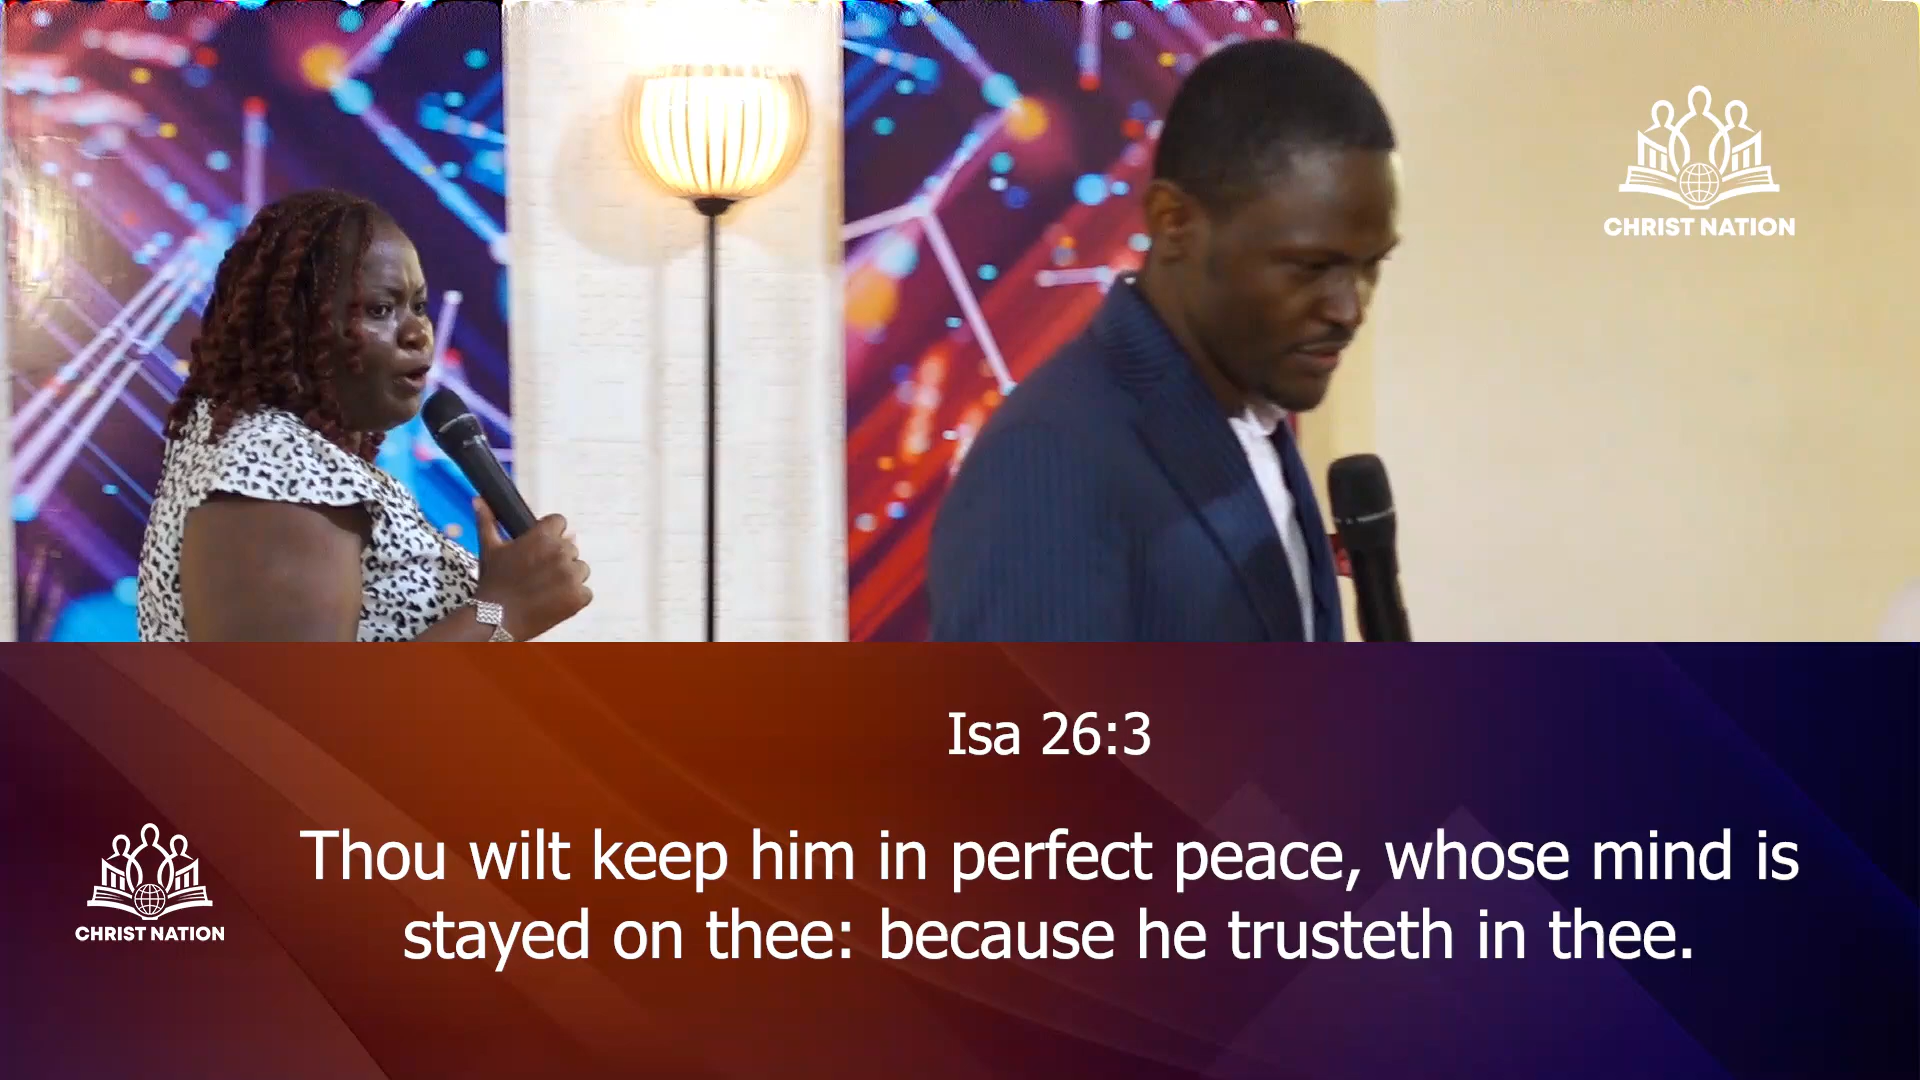 CHRIST NATION
Isa 26:3
Thou wilt keep him in perfect peace, whose mind is
stayed on thee: because he trusteth in thee.
CHRIST NATION